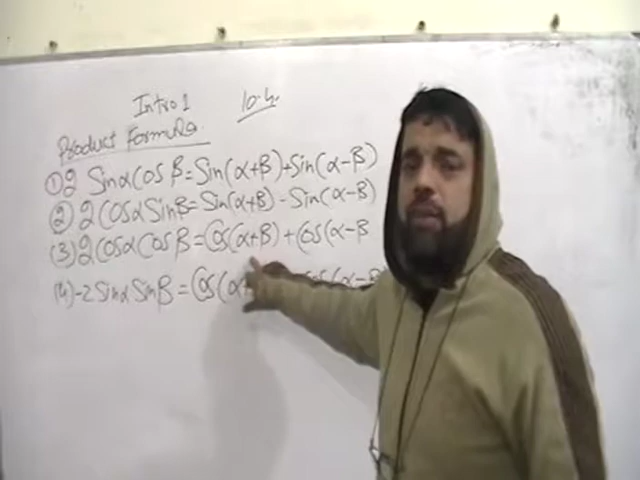 Intro 1 10.4.
Product Formula
(1) 2 Sinα Cos β = Sin(α+β) + Sin(α-β)
(2) 2 Cosα Sinβ = Sin(α+β) - Sin(α-β)
(3) 2 Cosα Cos β = Cos(α+β) + Cos(α-β
(4) -2 Sinα Sinβ = Cos(α+ Cos(α-β